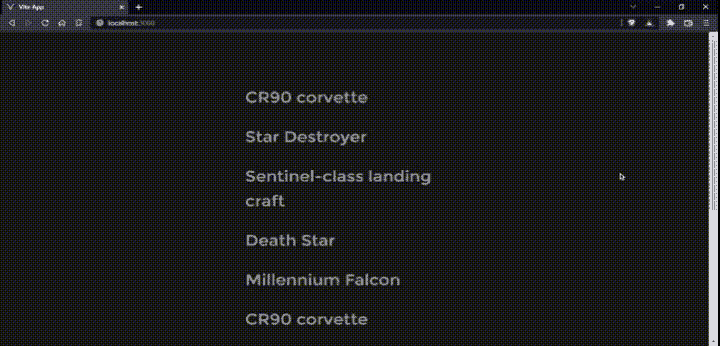 Vite App
localhost:3000
CR90 corvette
Star Destroyer
Sentinel-class landing
craft
Death Star
Millennium Falcon
CR90 corvette